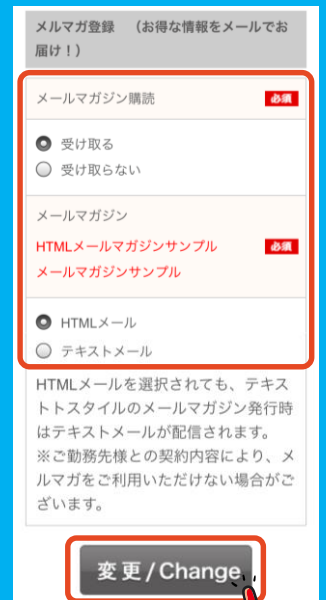 メルマガ登録　（お得な情報をメールでお
届け！）
メールマガジン購読　必須
受け取る
受け取らない
メールマガジン
HTMLメールマガジンサンプル　必須
メールマガジンサンプル
HTMLメール
テキストメール
HTMLメールを選択されても、テキス
トトスタイルのメールマガジン発行時
はテキストメールが配信されます。
※ご勤務先様との契約内容により、メ
ルマガをご利用いただけない場合がご
ざいます。
変更/Change